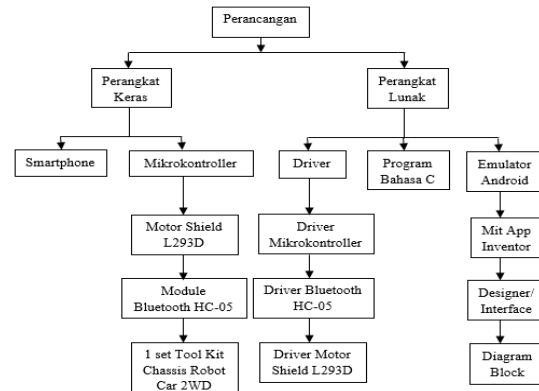 Perancangan
Perangkat
Keras
Perangkat
Lunak
Smartphone
Mikrokontroller
Driver
Program
Bahasa C
Emulator
Android
Motor Shield
L293D
Driver
Mikrokontroller
Mit App
Inventor
Module
Bluetooth HC-05
Driver Bluetooth
HC-05
Designer/
Interface
1 set Tool Kit
Chassis Robot
Car 2WD
Driver Motor
Shield L293D
Diagram
Block